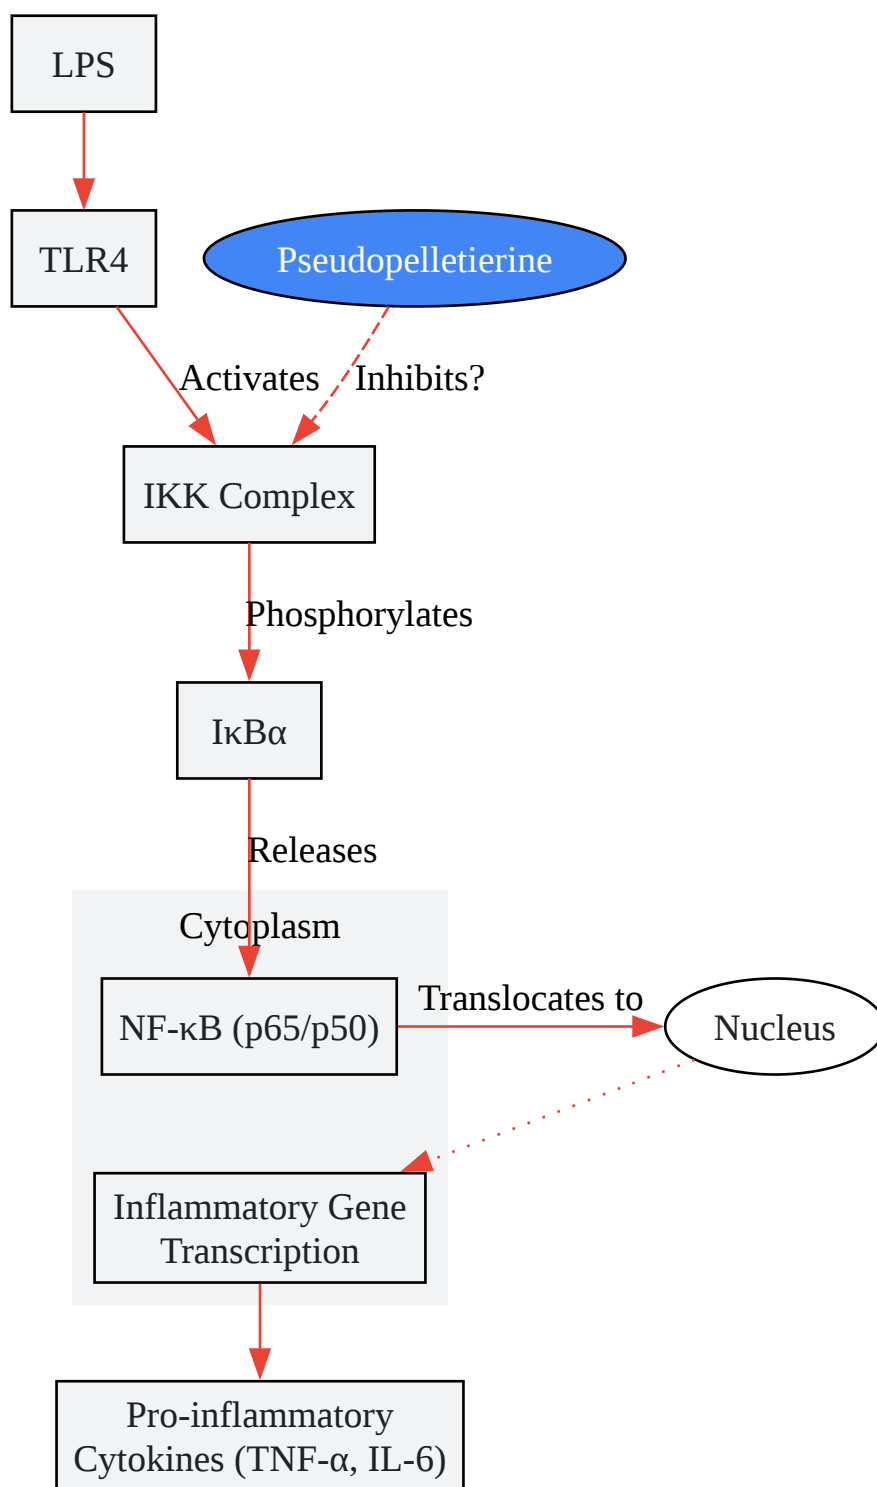 LPS
TLR4
Pseudopelletierine
Activates
Inhibits?
IKK Complex
Phosphorylates
IκBα
Releases
Cytoplasm
NF-κB (p65/p50)
Translocates to
Nucleus
Inflammatory Gene
Transcription
Pro-inflammatory
Cytokines (TNF-α, IL-6)